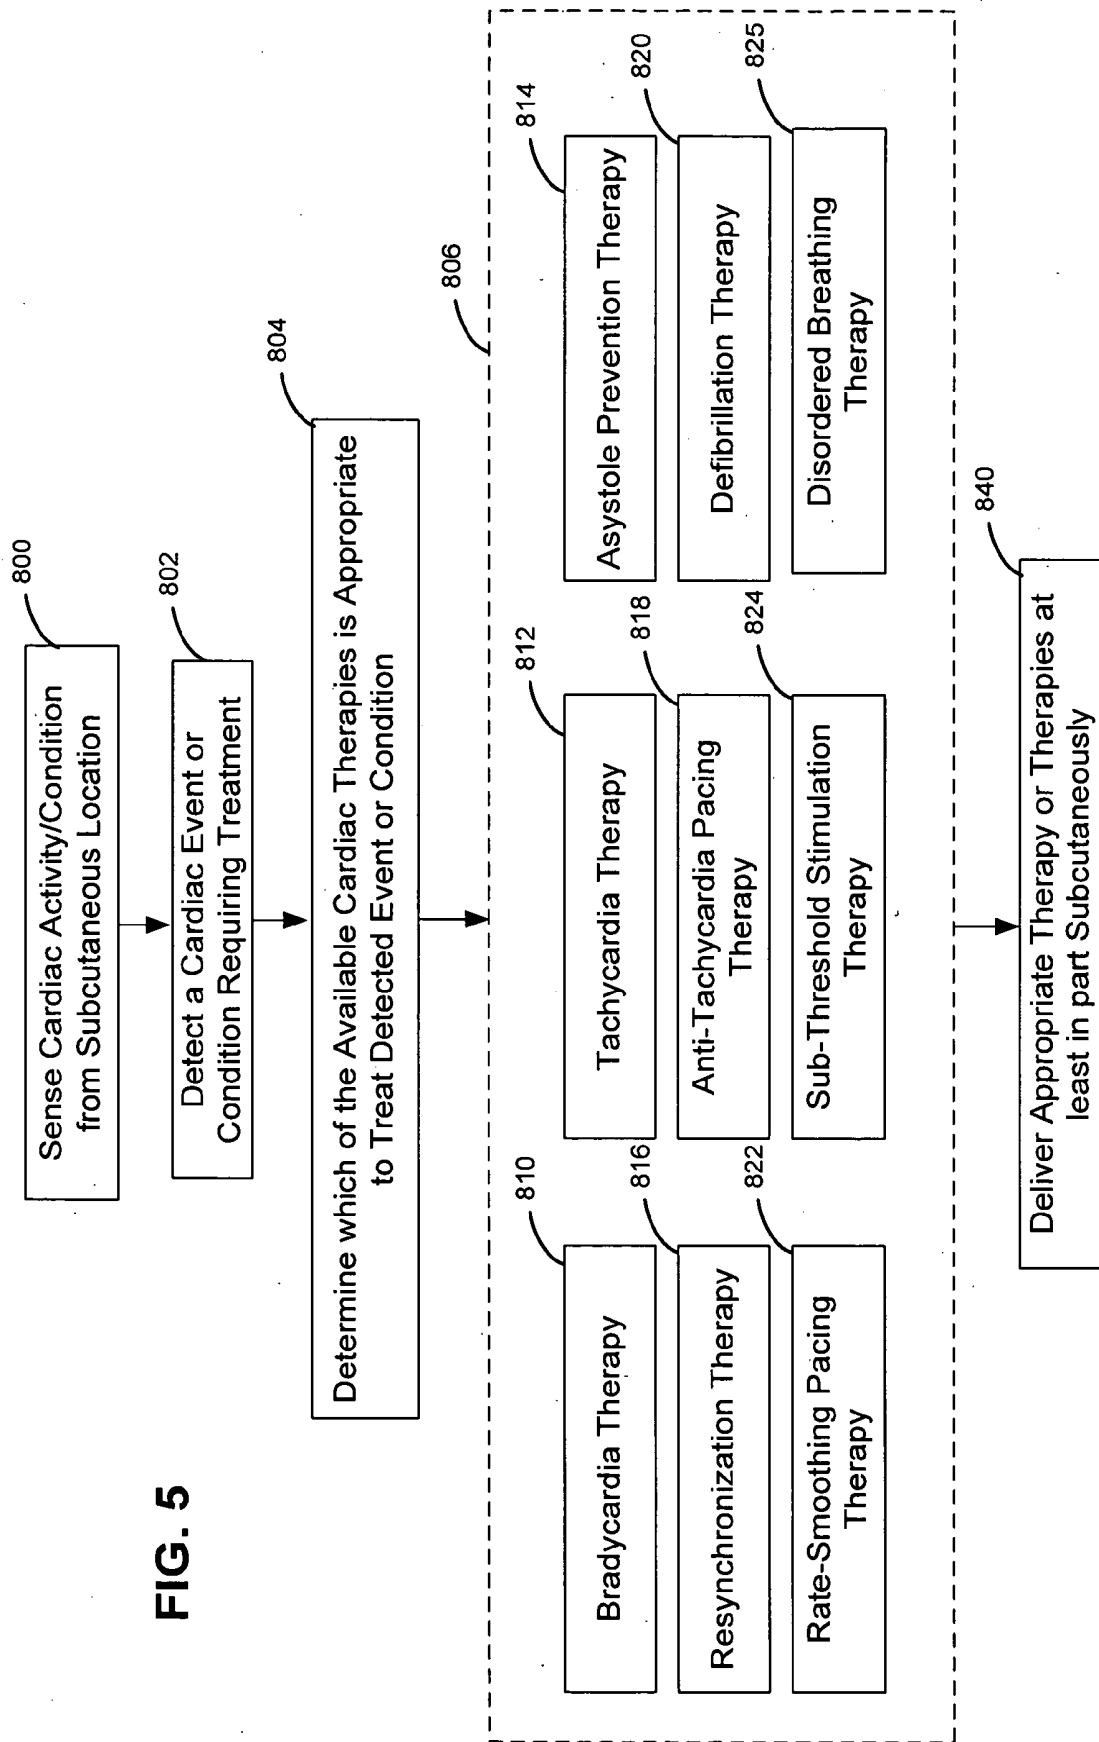 800
Sense Cardiac Activity/Condition
from Subcutaneous Location
802
Detect a Cardiac Event or
Condition Requiring Treatment
804
Determine which of the Available Cardiac Therapies is Appropriate
to Treat Detected Event or Condition
806
810
Bradycardia Therapy
812
Tachycardia Therapy
814
Asystole Prevention Therapy
816
Resynchronization Therapy
818
Anti-Tachycardia Pacing
Therapy
820
Defibrillation Therapy
822
Rate-Smoothing Pacing
Therapy
824
Sub-Threshold Stimulation
Therapy
825
Disordered Breathing
Therapy
840
Deliver Appropriate Therapy or Therapies at
least in part Subcutaneously
FIG. 5